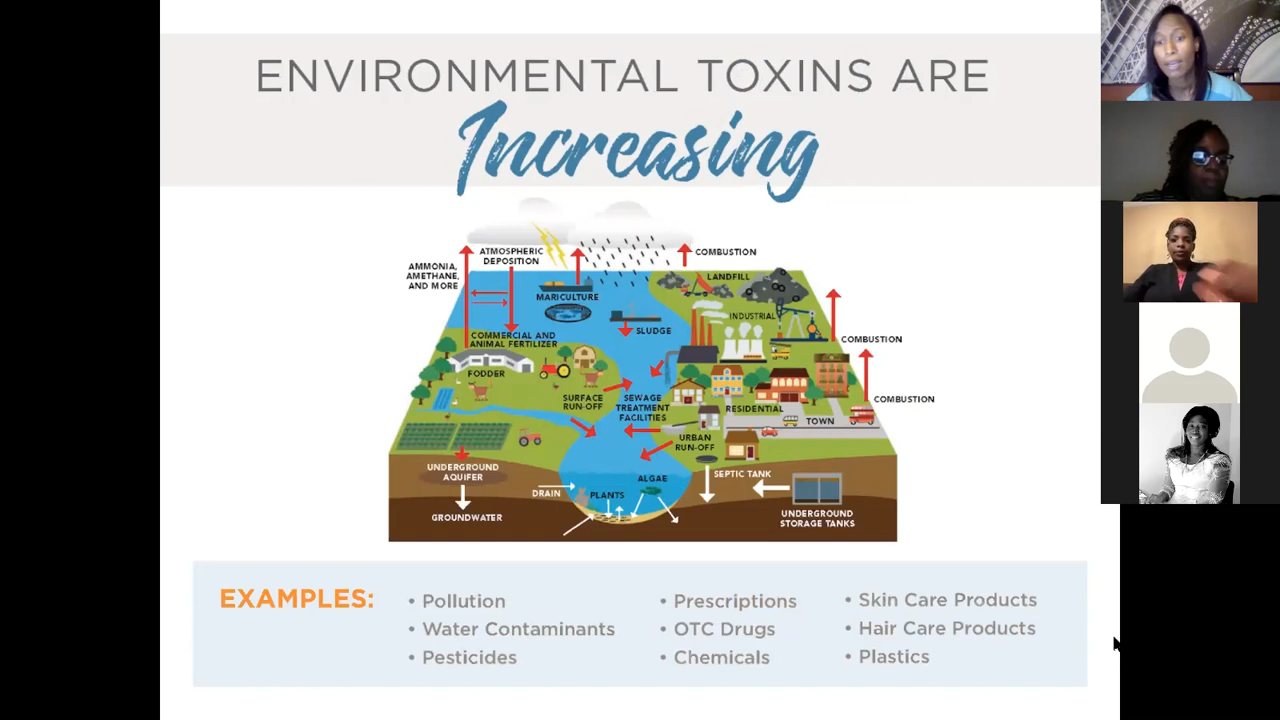 ENVIRONMENTAL TOXINS ARE
Increasing
ATMOSPHERIC
DEPOSITION
COMBUSTION
AMMONIA,
AMETHANE,
AND MORE
LANDFILL
MARICULTURE
INDUSTRIAL
SLUDGE
COMMERCIAL AND
ANIMAL FERTILIZER
COMBUSTION
FODDER
SURFACE
RUN-OFF
SEWAGE
TREATMENT
FACILITIES
RESIDENTIAL
COMBUSTION
TOWN
URBAN
RUN-OFF
UNDERGROUND
AQUIFER
SEPTIC TANK
ALGAE
DRAIN
PLANTS
GROUNDWATER
UNDERGROUND
STORAGE TANKS
EXAMPLES:
• Pollution
• Water Contaminants
• Pesticides
• Prescriptions
• OTC Drugs
• Chemicals
• Skin Care Products
• Hair Care Products
• Plastics